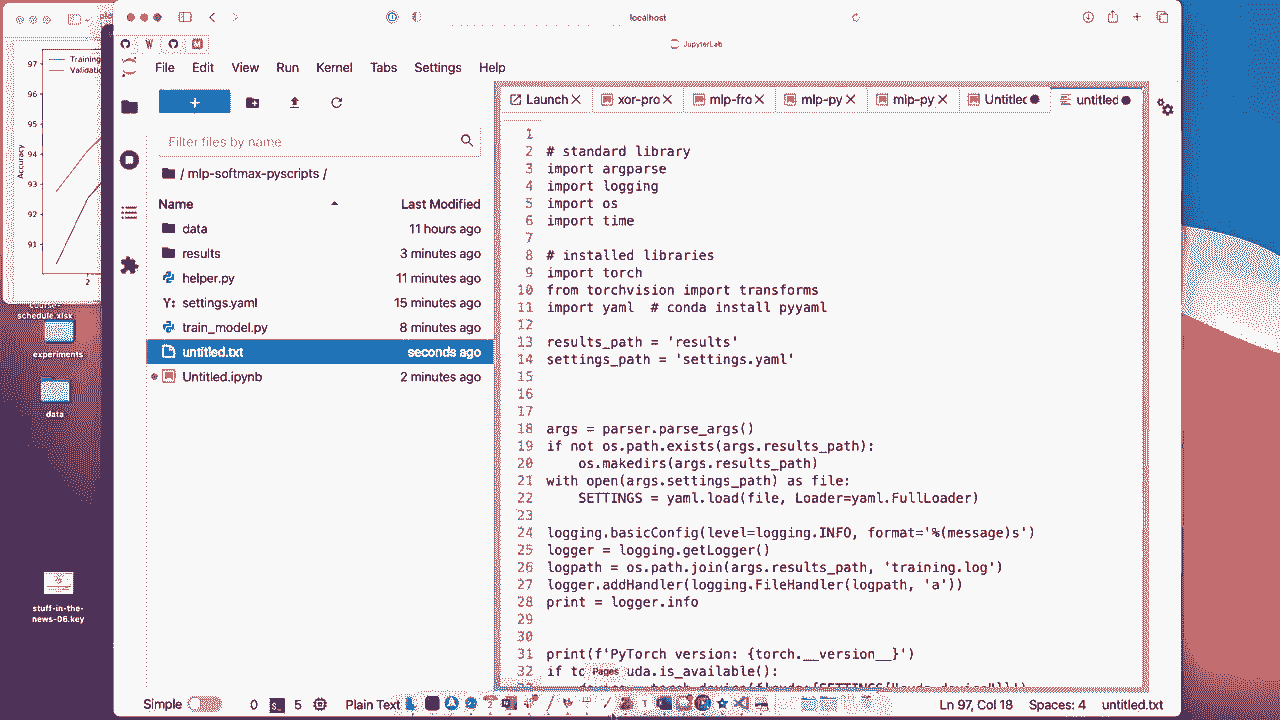 localhost
JupyterLab
File Edit View Run Kernel Tabs Settings Help
Launch
xor-pro
mlp-fro
mlp-py
mlp-py
Untitled
untitled
Filter files by name
/ mlp-softmax-pyscripts /
Name Last Modified
data 11 hours ago
results 3 minutes ago
helper.py 11 minutes ago
settings.yaml 15 minutes ago
train_model.py 8 minutes ago
untitled.txt seconds ago
Untitled.ipynb 2 minutes ago
1
2 # standard library
3 import argparse
4 import logging
5 import os
6 import time
7
8 # installed libraries
9 import torch
10 from torchvision import transforms
11 import yaml  # conda install pyyaml
12
13 results_path = 'results'
14 settings_path = 'settings.yaml'
15
16
17
18 args = parser.parse_args()
19 if not os.path.exists(args.results_path):
20     os.makedirs(args.results_path)
21 with open(args.settings_path) as file:
22     SETTINGS = yaml.load(file, Loader=yaml.FullLoader)
23
24 logging.basicConfig(level=logging.INFO, format='%(message)s')
25 logger = logging.getLogger()
26 logpath = os.path.join(args.results_path, 'training.log')
27 logger.addHandler(logging.FileHandler(logpath, 'a'))
28 print = logger.info
29
30
31 print(f'PyTorch version: {torch.__version__}')
32 if to uda.is_available():
Pages
Simple 0 5 Plain Text Ln 97, Col 18 Spaces: 4 untitled.txt
Training
Validati
97
96
95
94
93
92
91
Accuracy
2
schedule.xlsx
experiments
data
stuff-in-the-
news-06.key